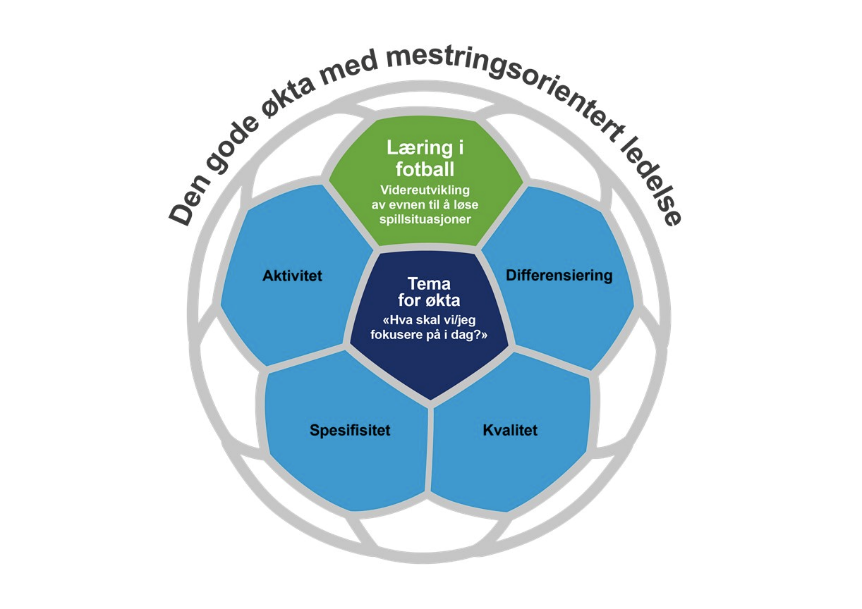 Den gode økta med mestringsorientert ledelse
Læring i
fotball
Videreutvikling
av evnen til å løse
spillsituasjoner
Aktivitet
Differensiering
Tema
for økta
«Hva skal vi/jeg
fokusere på i dag?»
Spesifisitet
Kvalitet